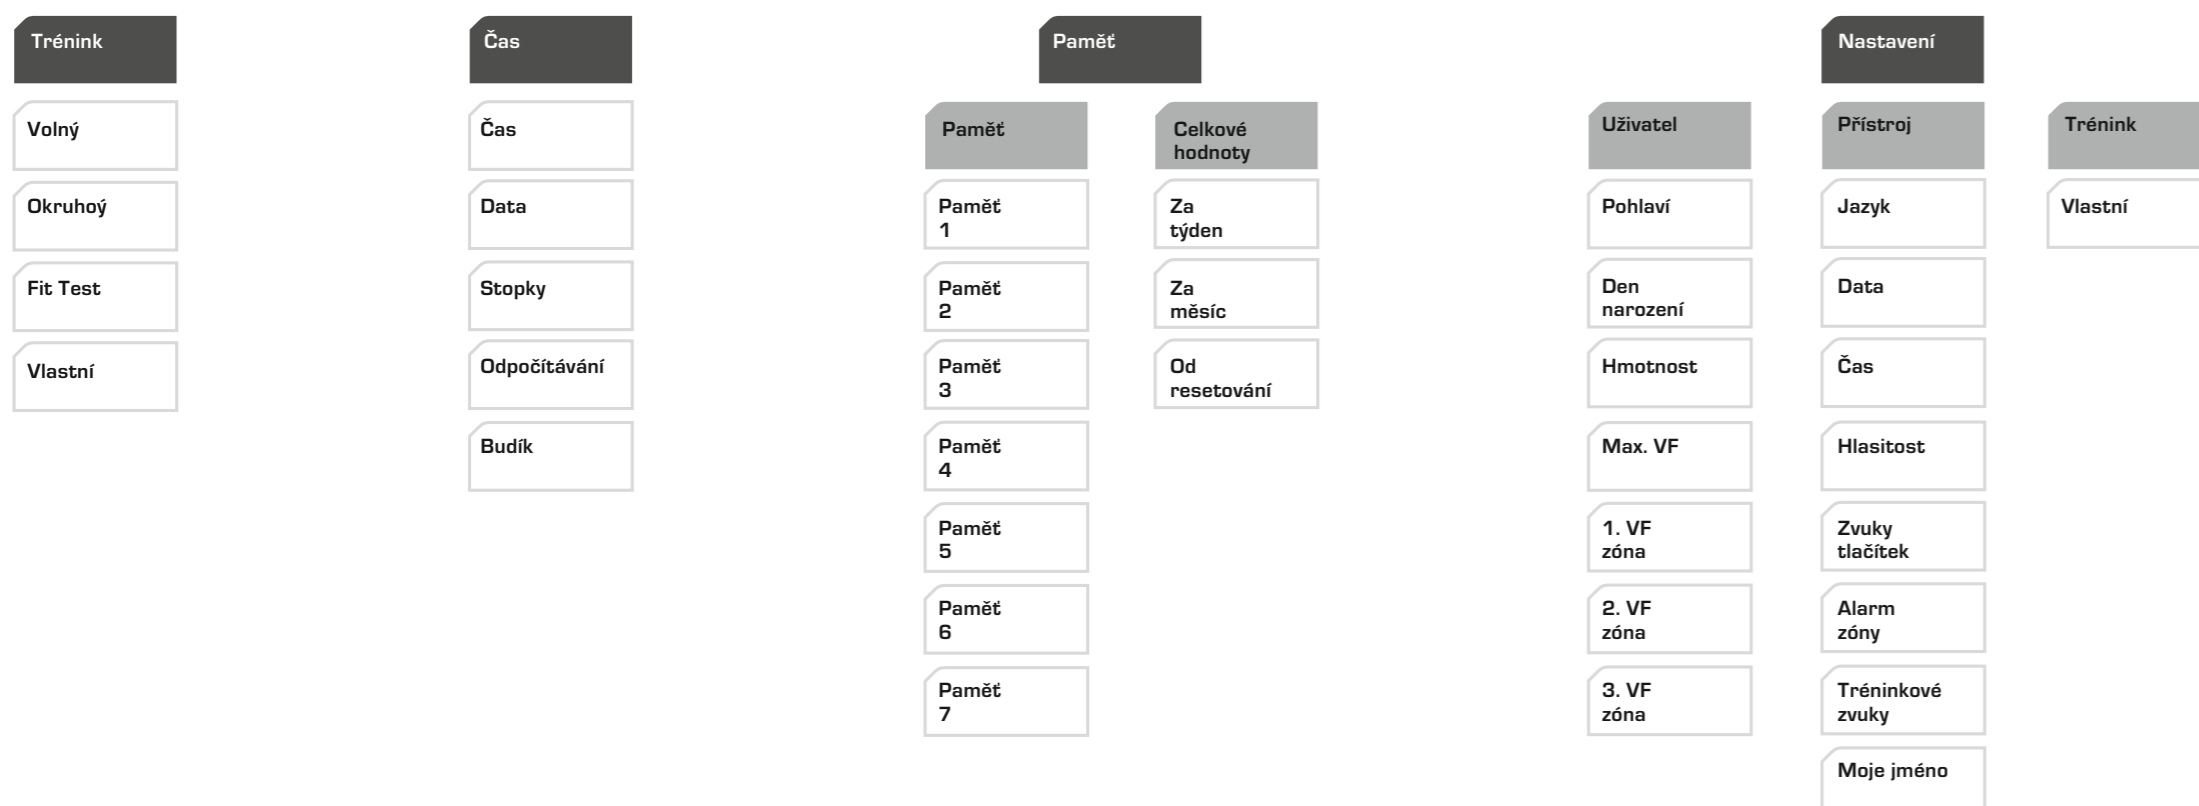 Trénink
Volný
Okruhoý
Fit Test
Vlastní
Čas
Čas
Data
Stopky
Odpočítávání
Budík
Paměť
Paměť
Paměť
1
Paměť
2
Paměť
3
Paměť
4
Paměť
5
Paměť
6
Paměť
7
Celkové
hodnoty
Za
týden
Za
měsíc
Od
resetování
Nastavení
Uživatel
Pohlaví
Den
narození
Hmotnost
Max. VF
1. VF
zóna
2. VF
zóna
3. VF
zóna
Přístroj
Jazyk
Data
Čas
Hlasitost
Zvuky
tlačítek
Alarm
zóny
Tréninkové
zvuky
Moje jméno
Trénink
Vlastní